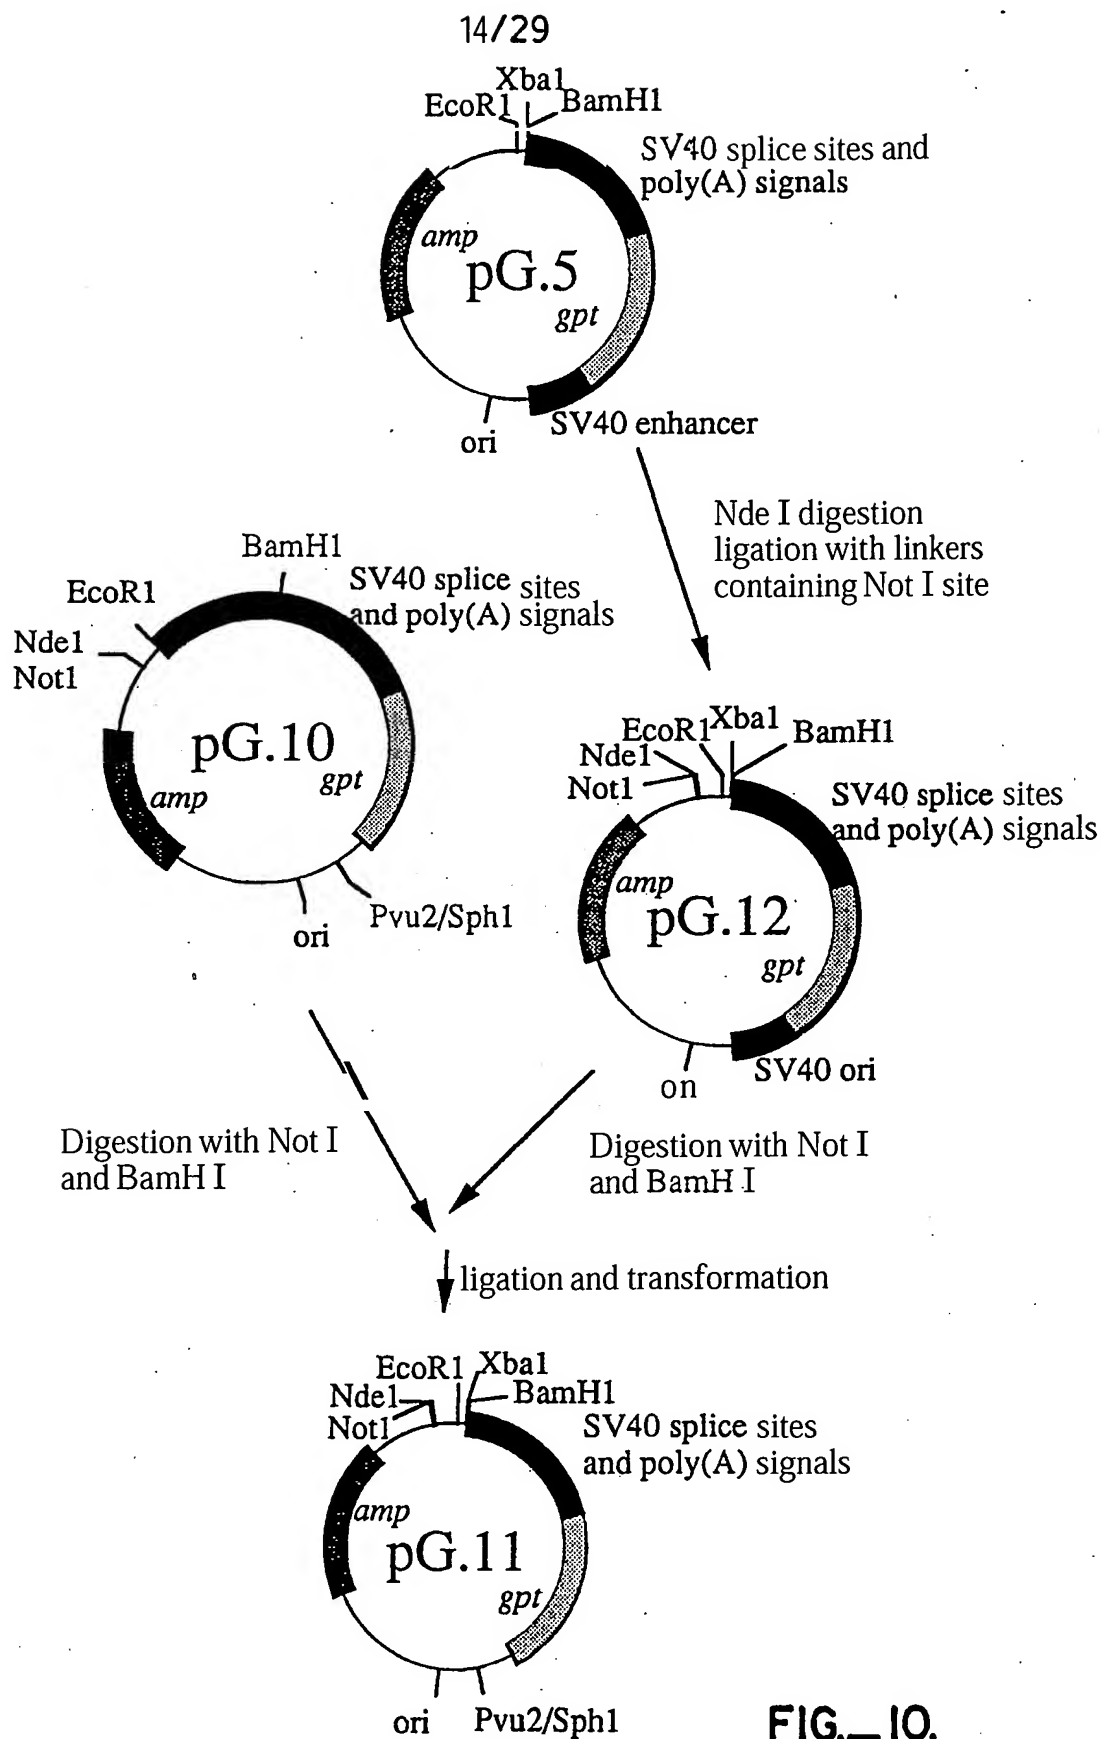 14/29
Xba1
EcoR1
BamH1
SV40 splice sites and
poly(A) signals
amp
pG.5
gpt
ori
SV40 enhancer
Nde I digestion
ligation with linkers
containing Not I site
BamH1
EcoR1
SV40 splice sites
and poly(A) signals
Nde1
Not1
pG.10
gpt
amp
ori
Pvu2/Sph1
EcoR1
Xba1
BamH1
Nde1
Not1
SV40 splice sites
and poly(A) signals
amp
pG.12
gpt
SV40 ori
on
Digestion with Not I
and BamH I
Digestion with Not I
and BamH I
ligation and transformation
EcoR1
Xba1
Nde1
BamH1
Not1
SV40 splice sites
and poly(A) signals
amp
pG.11
gpt
ori
Pvu2/Sph1
FIG._10.